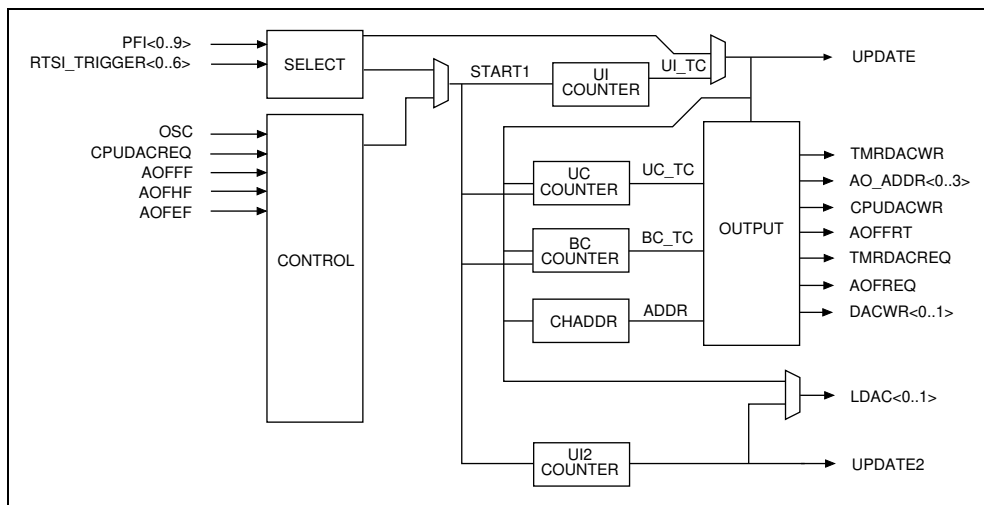 PFI<0..9>
RTSI_TRIGGER<0..6>
SELECT
OSC
CPUDACREQ
AOFFF
AOFHF
AOFEF
CONTROL
START1
UI
COUNTER
UI_TC
UPDATE
UC
COUNTER
UC_TC
BC
COUNTER
BC_TC
CHADDR
ADDR
OUTPUT
TMRDACWR
AO_ADDR<0..3>
CPUDACWR
AOFFRT
TMRDACREQ
AOFREQ
DACWR<0..1>
LDAC<0..1>
UI2
COUNTER
UPDATE2